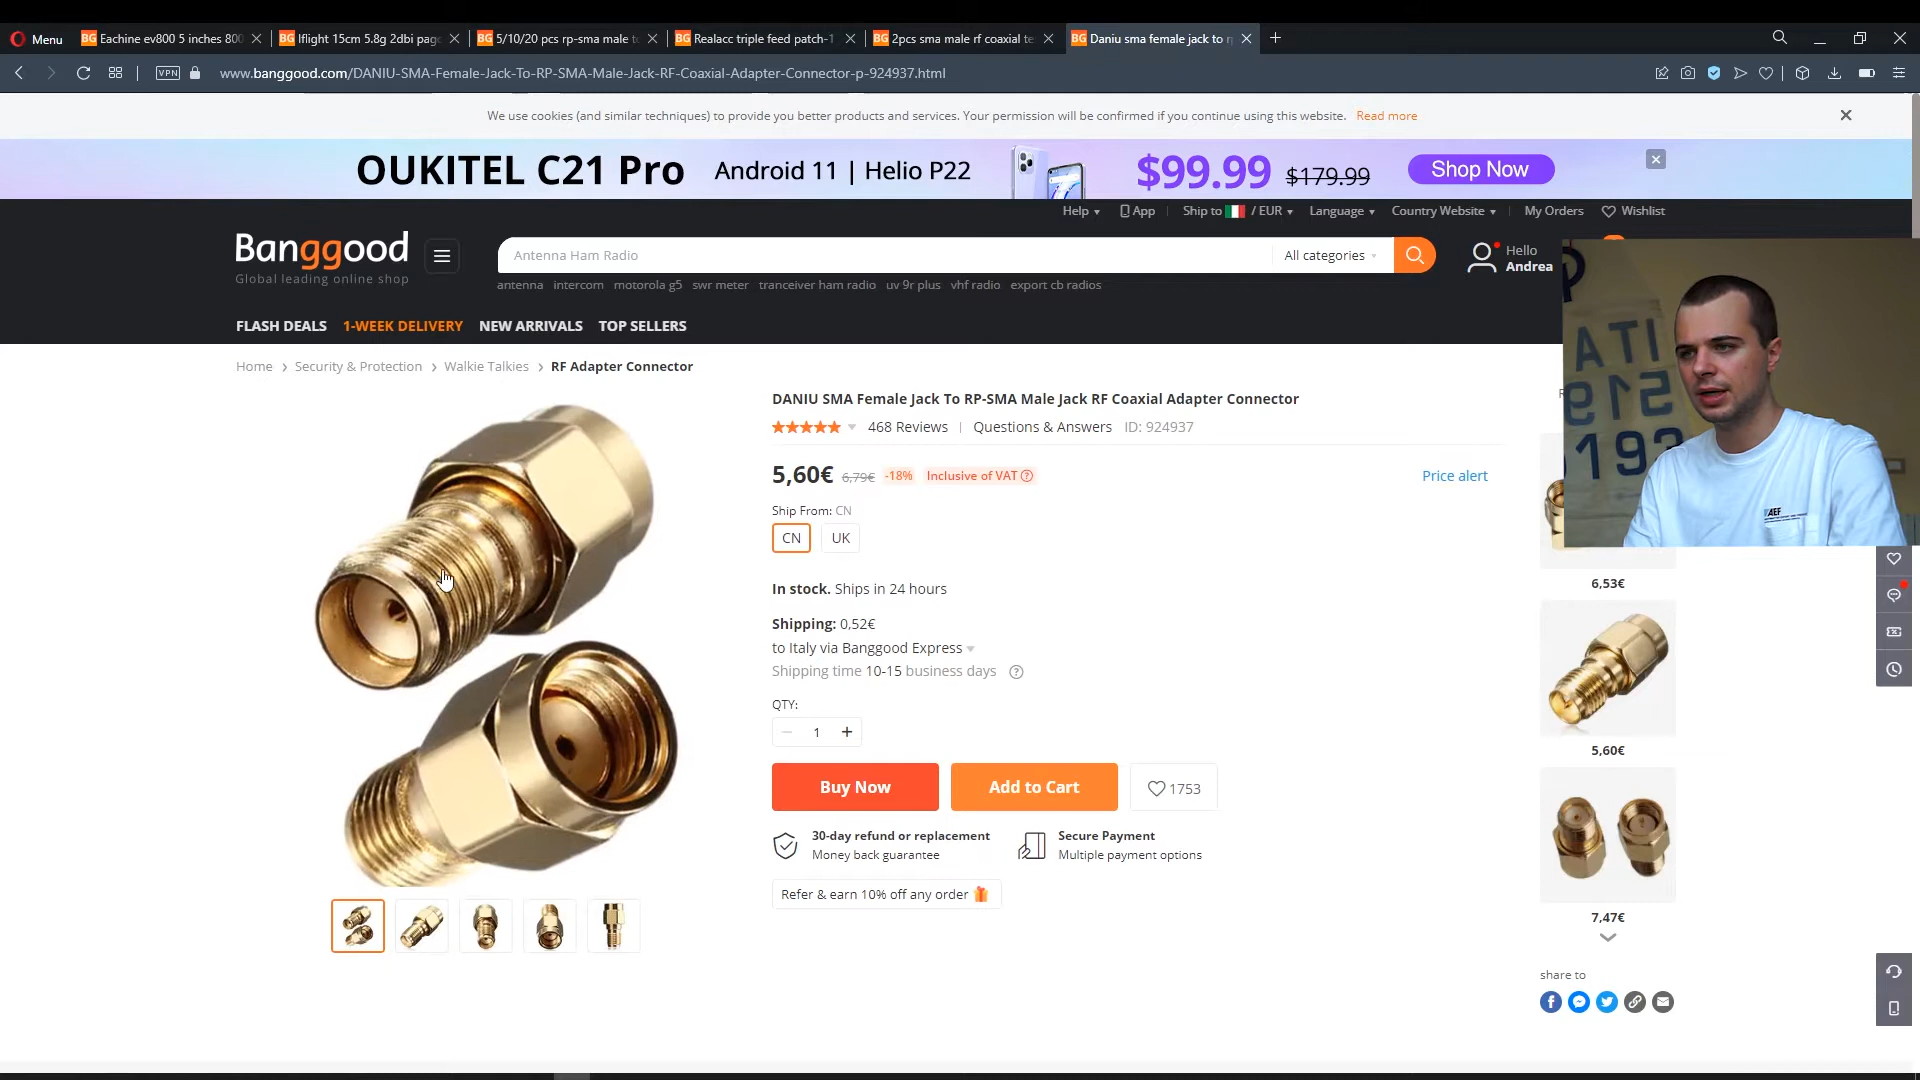 Menu
Eachine ev800 5 inches 800
Iflight 15cm 5.8g 2dbi pago
5/10/20 pcs rp-sma male to
Realacc triple feed patch-1
2pcs sma male rf coaxial te
Daniu sma female jack to r
VPN
www.banggood.com/DANIU-SMA-Female-Jack-To-RP-SMA-Male-Jack-RF-Coaxial-Adapter-Connector-p-924937.html
We use cookies (and similar techniques) to provide you better products and services. Your permission will be confirmed if you continue using this website. Read more
OUKITEL C21 Pro Android 11 | Helio P22 $99.99 $179.99 Shop Now
Help App Ship to / EUR Language Country Website My Orders Wishlist
Banggood
Global leading online shop
Antenna Ham Radio
All categories
Hello
Andrea
antenna intercom motorola g5 swr meter tranceiver ham radio uv 9r plus vhf radio export cb radios
FLASH DEALS 1-WEEK DELIVERY NEW ARRIVALS TOP SELLERS
Home > Security & Protection > Walkie Talkies > RF Adapter Connector
DANIU SMA Female Jack To RP-SMA Male Jack RF Coaxial Adapter Connector
468 Reviews | Questions & Answers ID: 924937
5,60€ 6,79€ -18% Inclusive of VAT
Price alert
Ship From: CN
CN UK
In stock. Ships in 24 hours
Shipping: 0,52€
to Italy via Banggood Express
Shipping time 10-15 business days
QTY:
1
Buy Now Add to Cart 1753
30-day refund or replacement
Money back guarantee
Secure Payment
Multiple payment options
Refer & earn 10% off any order
6,53€
5,60€
7,47€
share to
AEF